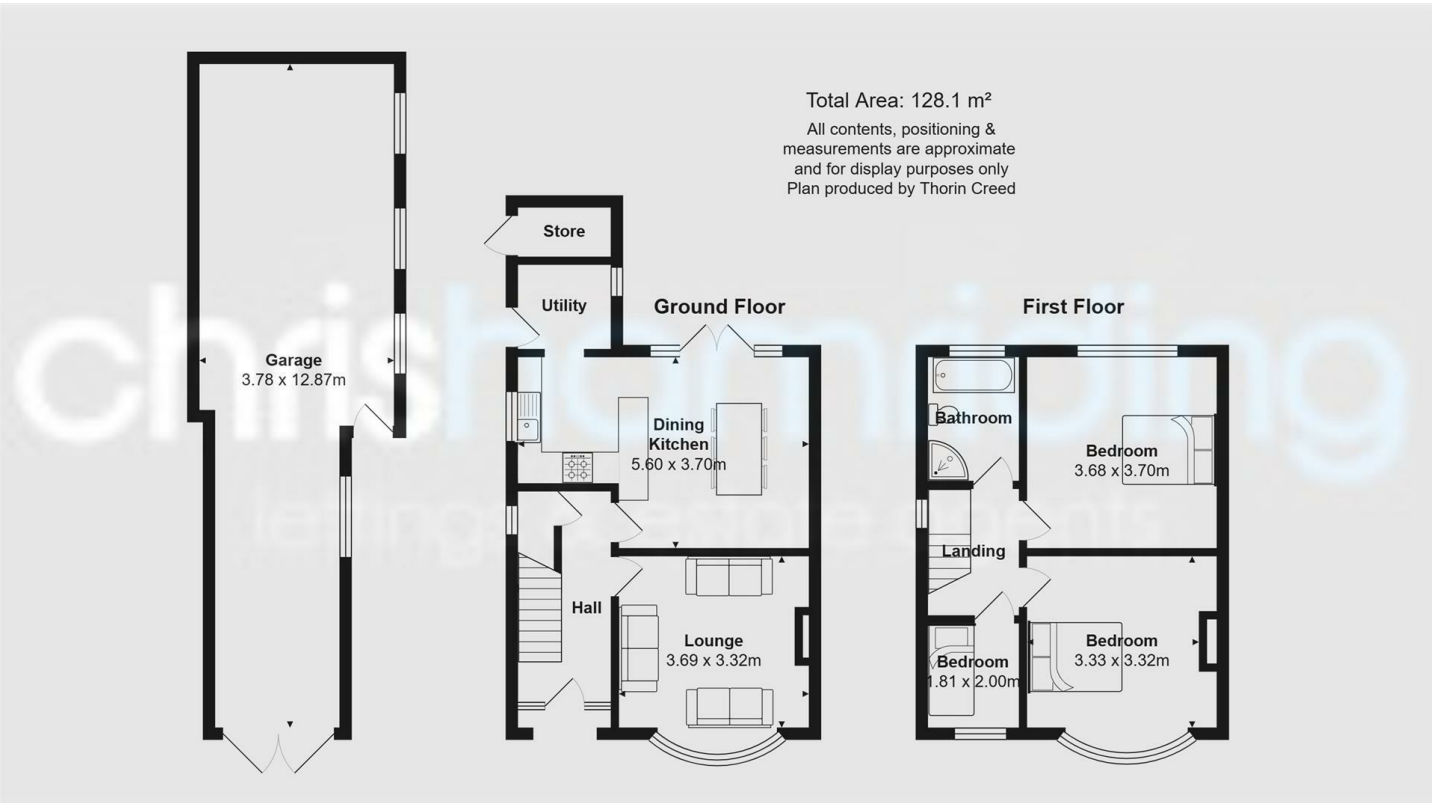 Total Area: 128.1 m²
All contents, positioning &
measurements are approximate
and for display purposes only
Plan produced by Thorin Creed
Store
Utility
Ground Floor
First Floor
Garage
3.78 x 12.87m
Dining
Kitchen
5.60 x 3.70m
Bathroom
Bedroom
3.68 x 3.70m
Landing
Hall
Lounge
3.69 x 3.32m
Bedroom
1.81 x 2.00m
Bedroom
3.33 x 3.32m
chrishamriding
lettings & estate agents